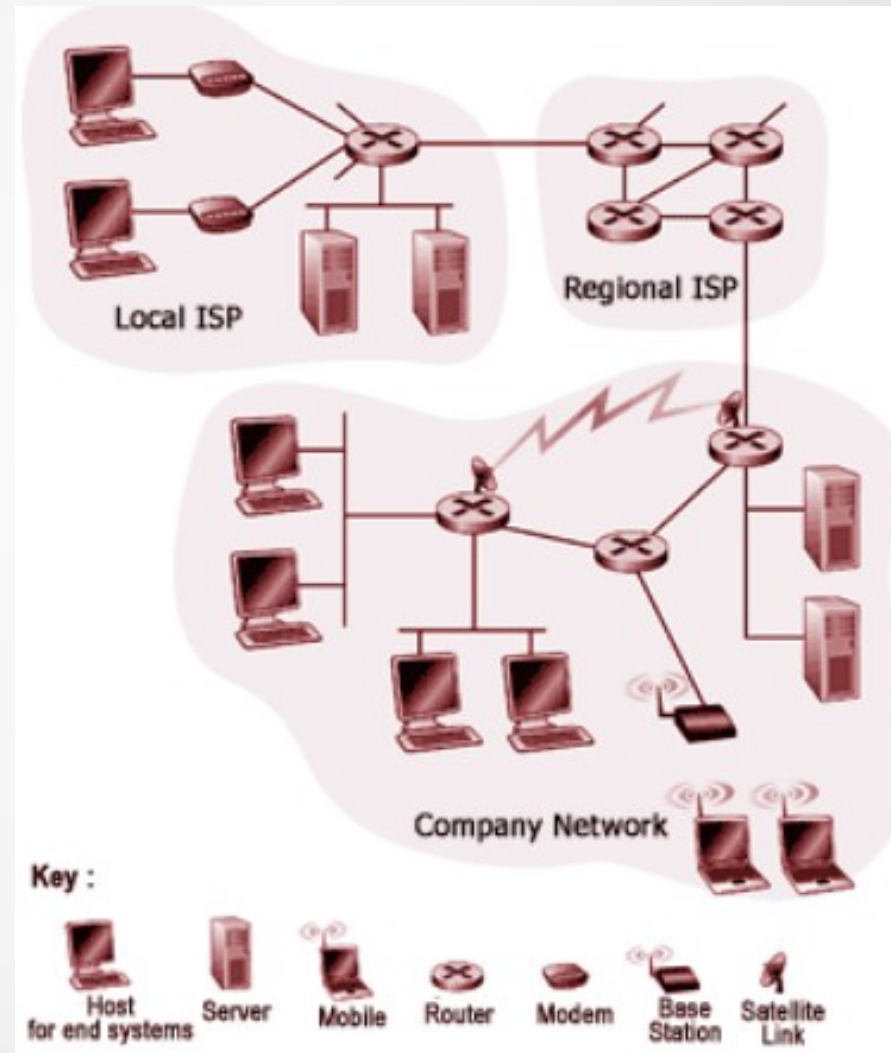 Local ISP
Regional ISP
Company Network
Key :
Host
for end systems
Server
Mobile
Router
Modem
Base
Station
Satellite
Link